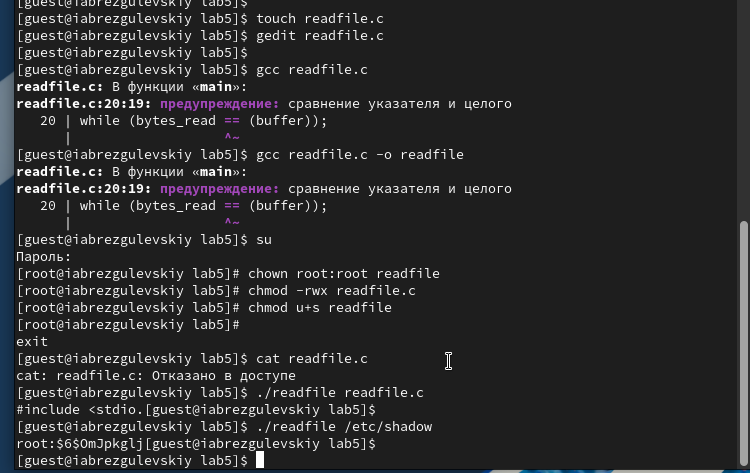 [guest@iabrezgulevskiy lab5]$
[guest@iabrezgulevskiy lab5]$ touch readfile.c
[guest@iabrezgulevskiy lab5]$ gedit readfile.c
[guest@iabrezgulevskiy lab5]$
[guest@iabrezgulevskiy lab5]$ gcc readfile.c
readfile.c: В функции «main»:
readfile.c:20:19: предупреждение: сравнение указателя и целого
   20 | while (bytes_read == (buffer));
      |                   ^~
[guest@iabrezgulevskiy lab5]$ gcc readfile.c -o readfile
readfile.c: В функции «main»:
readfile.c:20:19: предупреждение: сравнение указателя и целого
   20 | while (bytes_read == (buffer));
      |                   ^~
[guest@iabrezgulevskiy lab5]$ su
Пароль:
[root@iabrezgulevskiy lab5]# chown root:root readfile
[root@iabrezgulevskiy lab5]# chmod -rwx readfile.c
[root@iabrezgulevskiy lab5]# chmod u+s readfile
[root@iabrezgulevskiy lab5]#
exit
[guest@iabrezgulevskiy lab5]$ cat readfile.c
cat: readfile.c: Отказано в доступе
[guest@iabrezgulevskiy lab5]$ ./readfile readfile.c
#include <stdio.[guest@iabrezgulevskiy lab5]$
[guest@iabrezgulevskiy lab5]$ ./readfile /etc/shadow
root:$6$OmJpkglj[guest@iabrezgulevskiy lab5]$
[guest@iabrezgulevskiy lab5]$